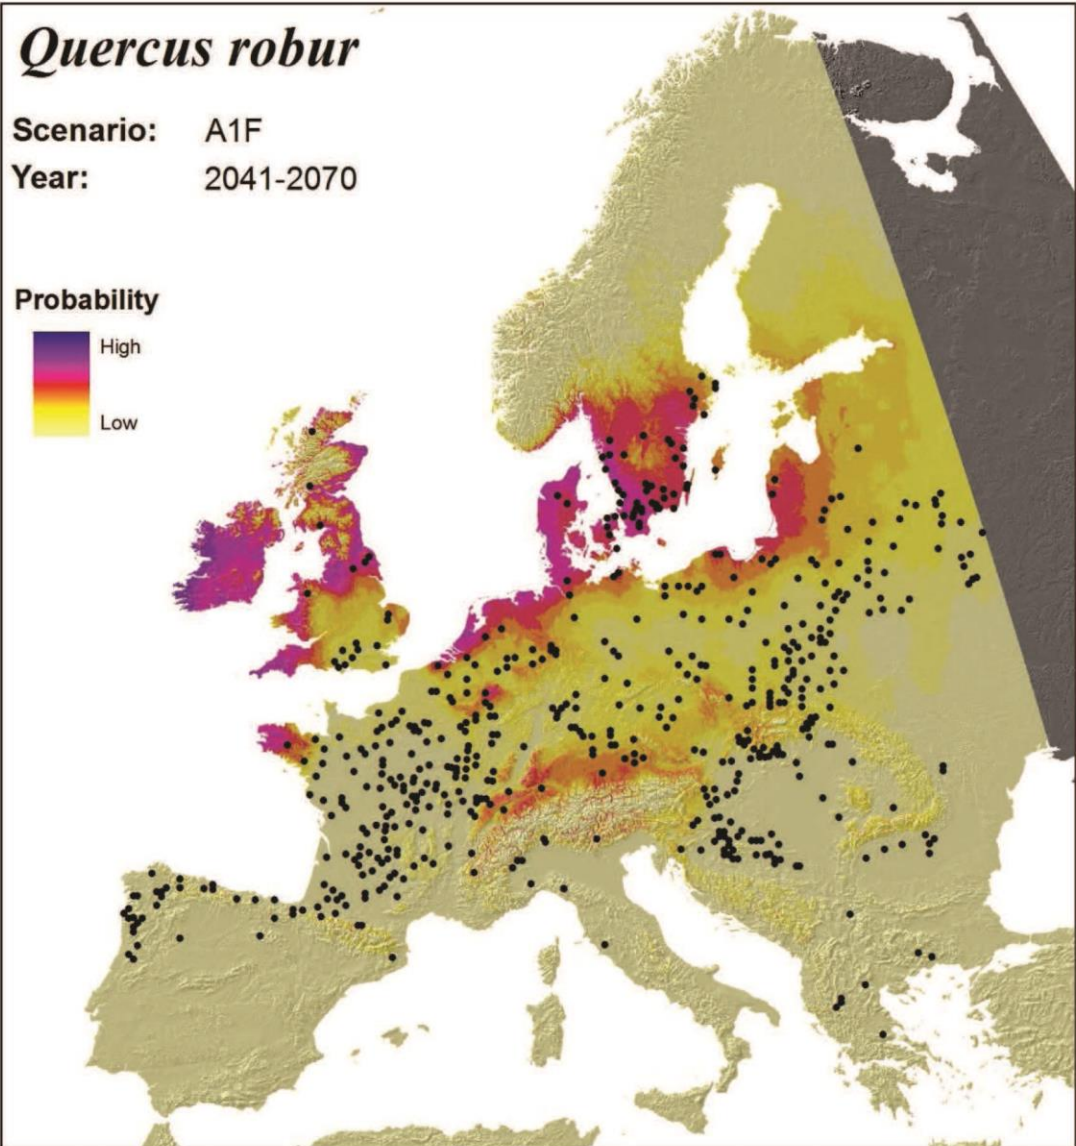 Quercus robur
Scenario: A1F
Year: 2041-2070
Probability
High
Low